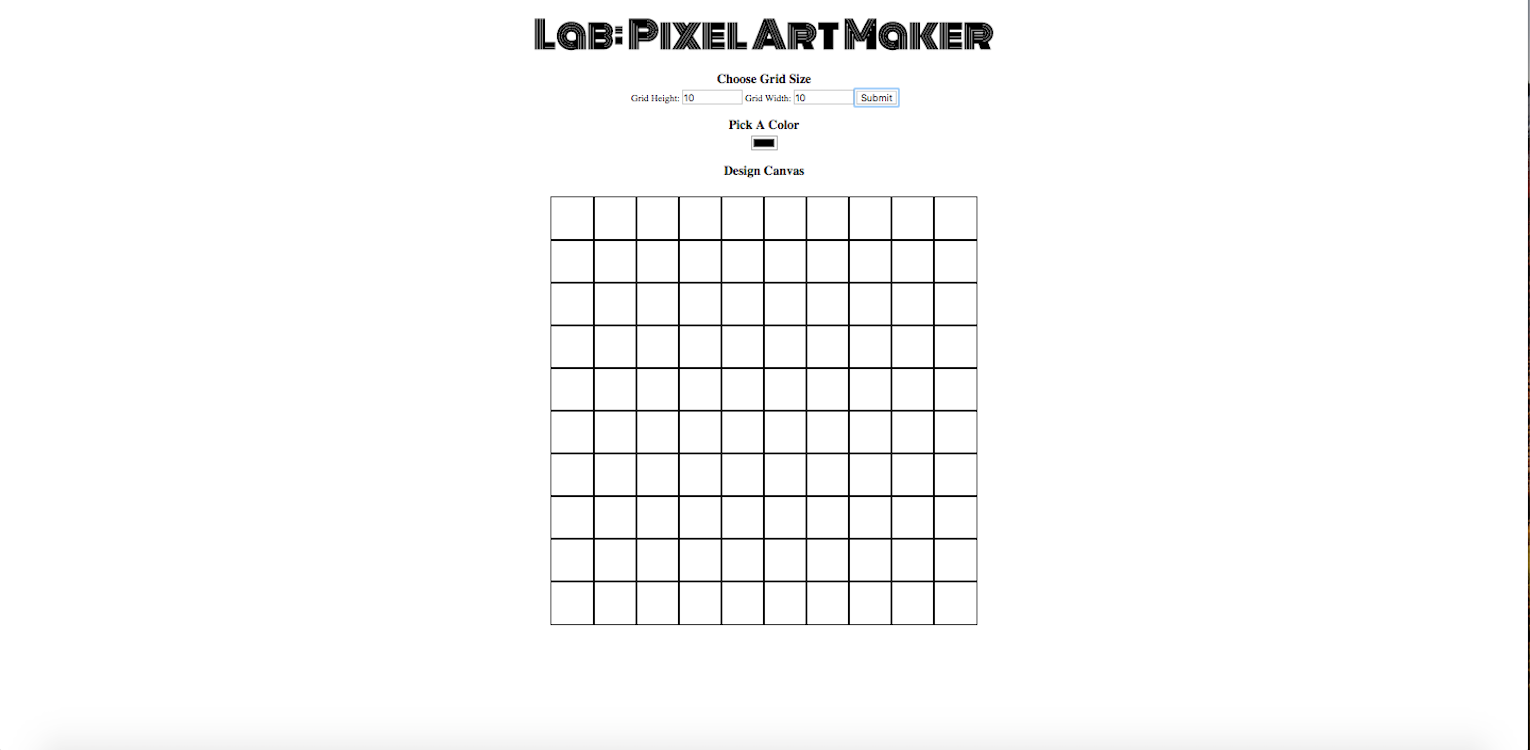 Lab: Pixel Art Maker
Choose Grid Size
Grid Height: 10 Grid Width: 10 Submit
Pick A Color
Design Canvas